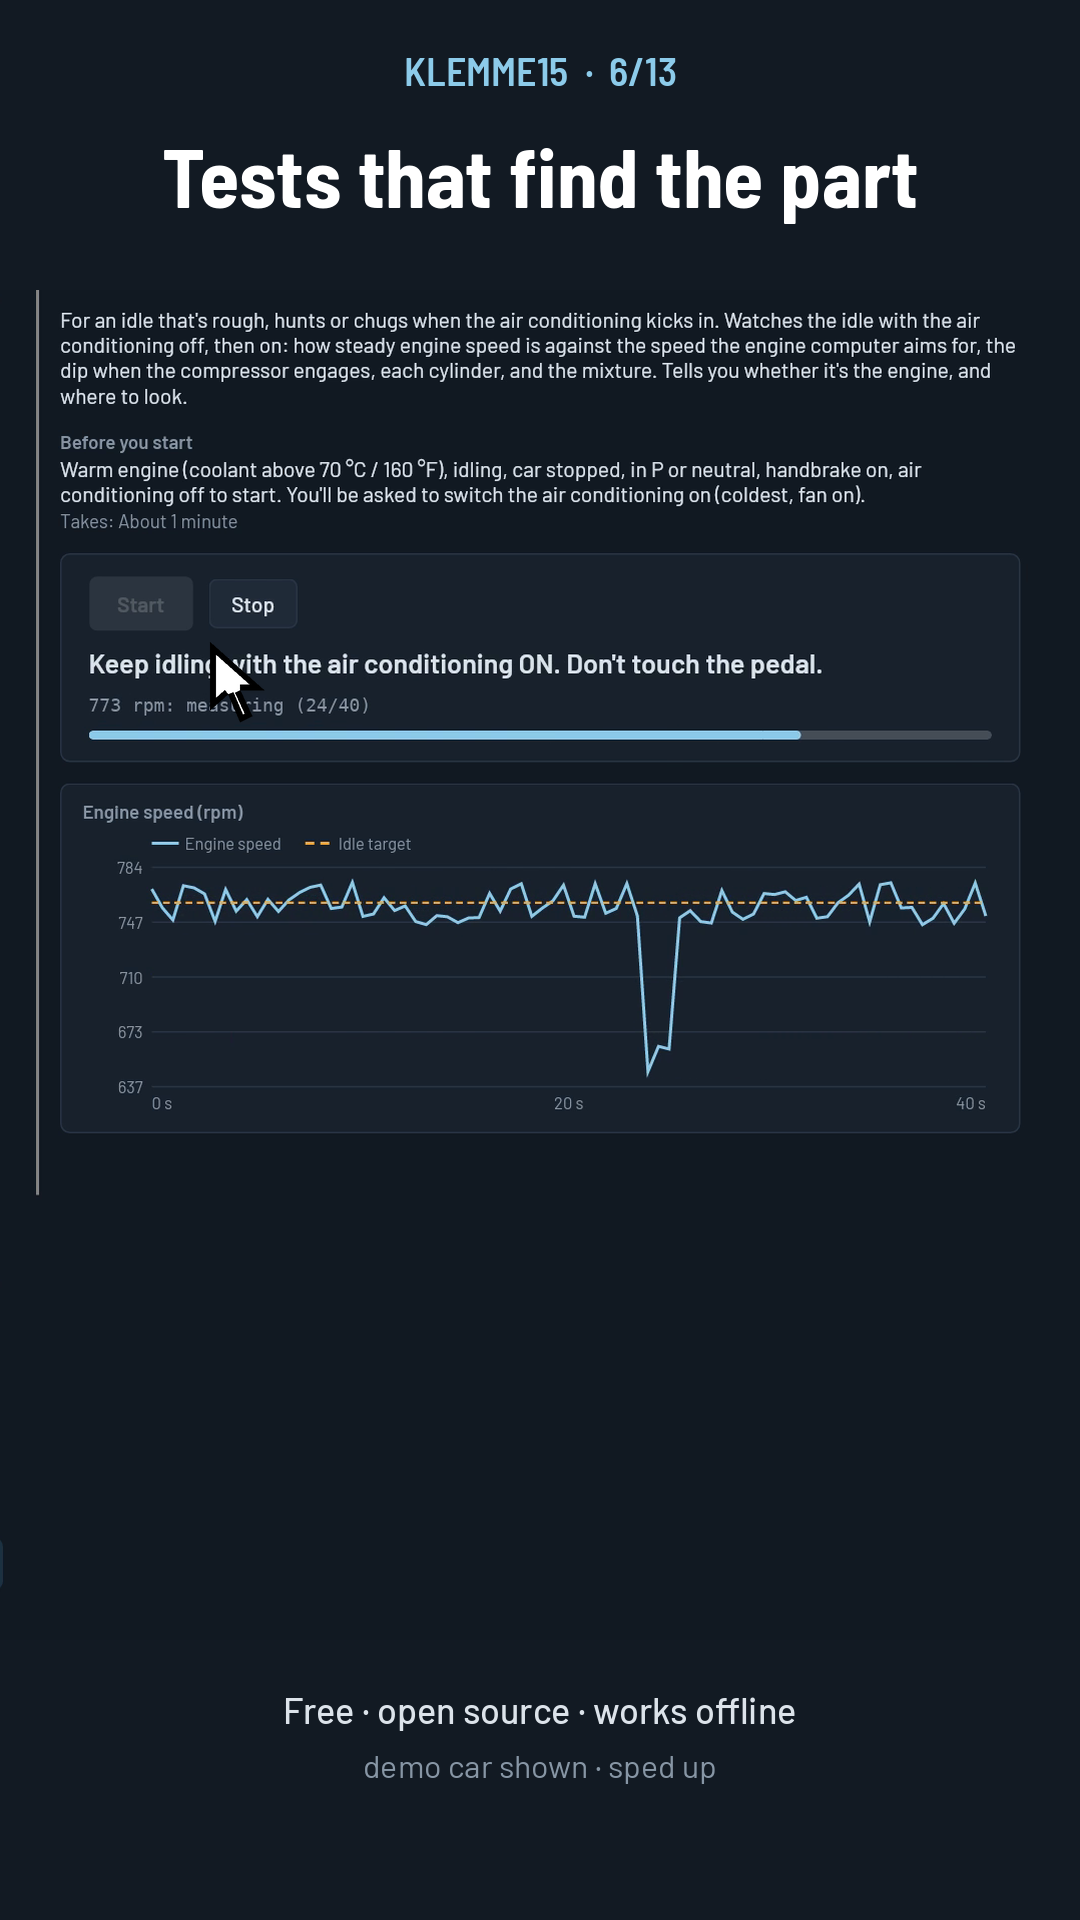 KLEMME15 · 6/13
Tests that find the part
For an idle that's rough, hunts or chugs when the air conditioning kicks in. Watches the idle with the air
conditioning off, then on: how steady engine speed is against the speed the engine computer aims for, the
dip when the compressor engages, each cylinder, and the mixture. Tells you whether it's the engine, and
where to look.
Before you start
Warm engine (coolant above 70 °C / 160 °F), idling, car stopped, in P or neutral, handbrake on, air
conditioning off to start. You'll be asked to switch the air conditioning on (coldest, fan on).
Takes: About 1 minute
Start Stop
Keep idling with the air conditioning ON. Don't touch the pedal.
773 rpm: measuring (24/40)
Engine speed (rpm)
Engine speed Idle target
784
747
710
673
637
0 s 20 s 40 s
Free · open source · works offline
demo car shown · sped up